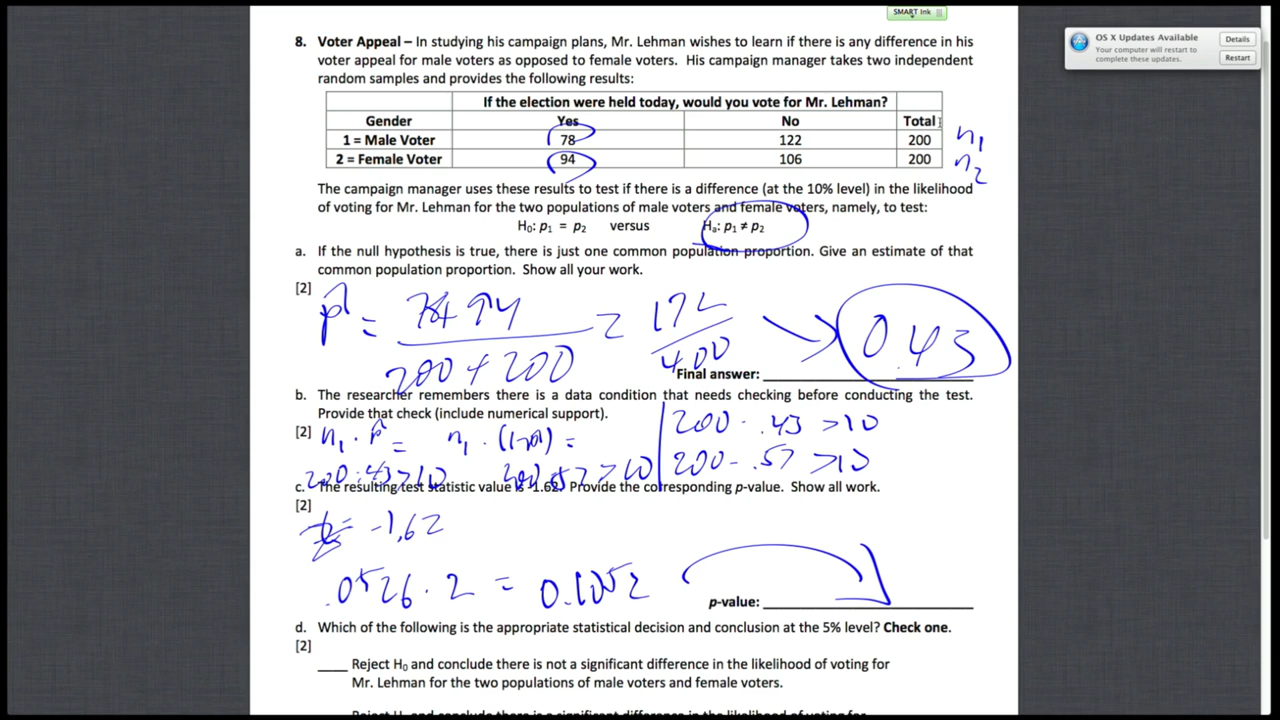 SMART Ink
OS X Updates Available
Your computer will restart to complete these updates.
Details
Restart
8. Voter Appeal – In studying his campaign plans, Mr. Lehman wishes to learn if there is any difference in his
voter appeal for male voters as opposed to female voters. His campaign manager takes two independent
random samples and provides the following results:
If the election were held today, would you vote for Mr. Lehman?
Gender Yes No Total
1 = Male Voter 78 122 200 n₁
2 = Female Voter 94 106 200 n₂
The campaign manager uses these results to test if there is a difference (at the 10% level) in the likelihood
of voting for Mr. Lehman for the two populations of male voters and female voters, namely, to test:
H₀: p₁ = p₂ versus Hₐ: p₁ ≠ p₂
a. If the null hypothesis is true, there is just one common population proportion. Give an estimate of that
common population proportion. Show all your work.
[2]
p̂ = 78+94 / 200+200 = 172 / 400 → 0.43
Final answer:
b. The researcher remembers there is a data condition that needs checking before conducting the test.
Provide that check (include numerical support).
[2] n₁ · p̂ = n₁ · (1-p̂) =
200 · .43 > 10 200 · .57 > 10
200 · .43 > 10
200 · .57 > 10
c. The resulting test statistic value is -1.62. Provide the corresponding p-value. Show all work.
[2]
= -1.62
.0526 · 2 = 0.1052
p-value:
d. Which of the following is the appropriate statistical decision and conclusion at the 5% level? Check one.
[2]
____ Reject H₀ and conclude there is not a significant difference in the likelihood of voting for
Mr. Lehman for the two populations of male voters and female voters.